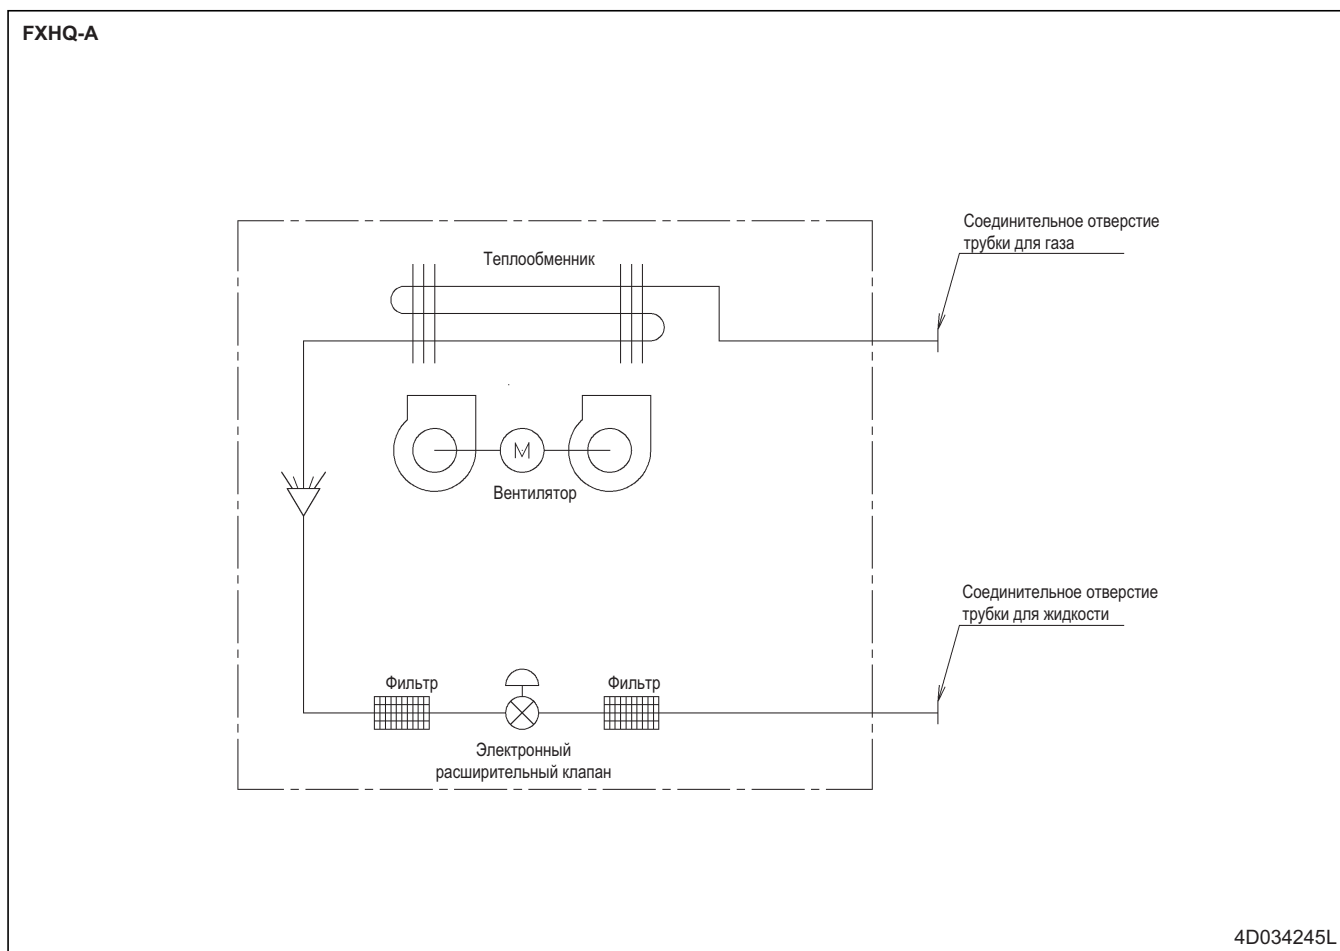 FXHQ-A
Соединительное отверстие
трубки для газа
Теплообменник
M
Вентилятор
Соединительное отверстие
трубки для жидкости
Фильтр
Фильтр
Электронный
расширительный клапан
4D034245L